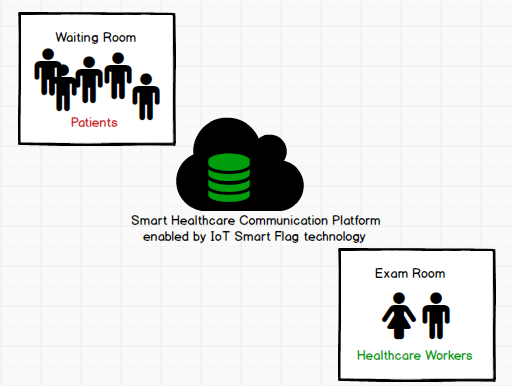 Waiting Room
Patients
Smart Healthcare Communication Platform
enabled by IoT Smart Flag technology
Exam Room
Healthcare Workers